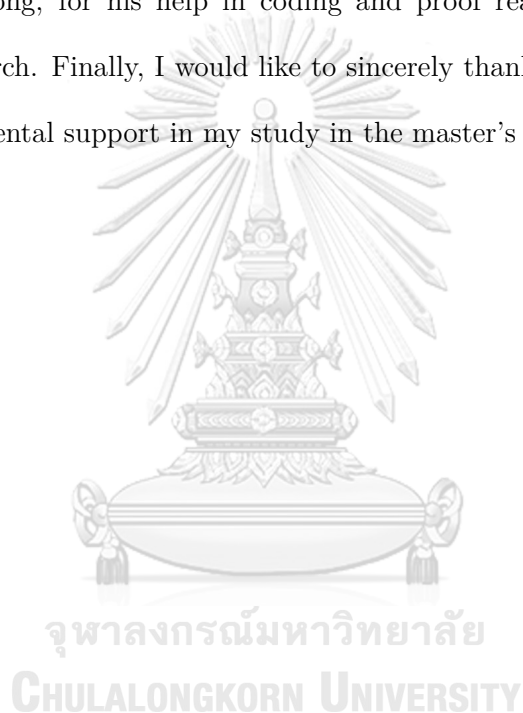 ong, for his help in coding and proof rea
rch. Finally, I would like to sincerely thank
ental support in my study in the master's
จุฬาลงกรณ์มหาวิทยาลัย
CHULALONGKORN UNIVERSITY